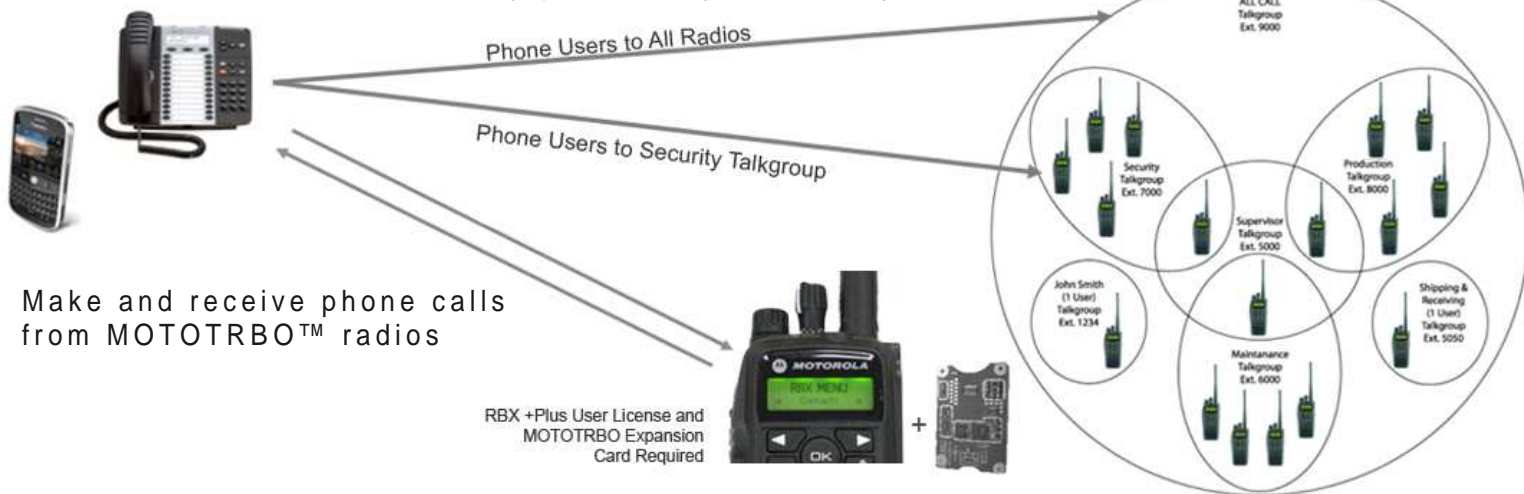 ALL CALL
Talkgroup
Ext. 9000
Phone Users to All Radios
Phone Users to Security Talkgroup
Security
Talkgroup
Ext. 7000
Production
Talkgroup
Ext. 8000
Supervisor
Talkgroup
Ext. 5000
John Smith
(1 User)
Talkgroup
Ext. 1234
Shipping &
Receiving
(1 User)
Talkgroup
Ext. 5050
Make and receive phone calls
from MOTOTRBO™ radios
Maintanance
Talkgroup
Ext. 6000
MOTOROLA
RBX MENU
Contacts
OK
RBX +Plus User License and
MOTOTRBO Expansion
Card Required
+